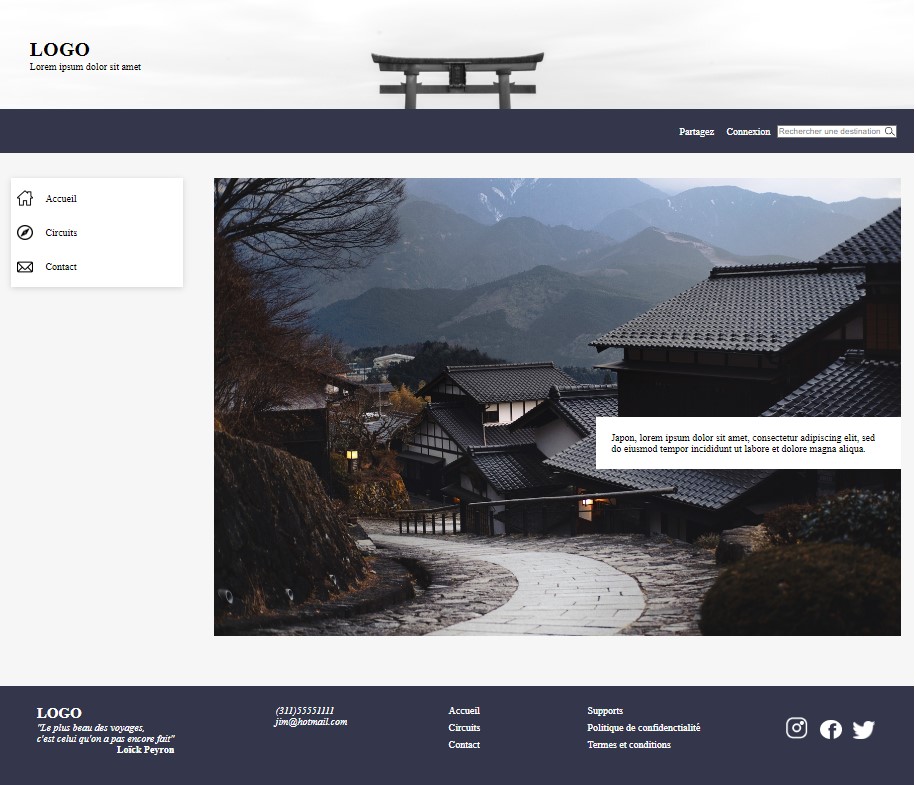 LOGO
Lorem ipsum dolor sit amet
Partagez Connexion Rechercher une destination
Accueil
Circuits
Contact
Japon, lorem ipsum dolor sit amet, consectetur adipiscing elit, sed
do eiusmod tempor incididunt ut labore et dolore magna aliqua.
LOGO
"Le plus beau des voyages,
c'est celui qu'on a pas encore fait"
Loïck Peyron
(311)55551111
jim@hotmail.com
Accueil
Circuits
Contact
Supports
Politique de confidenctialité
Termes et conditions